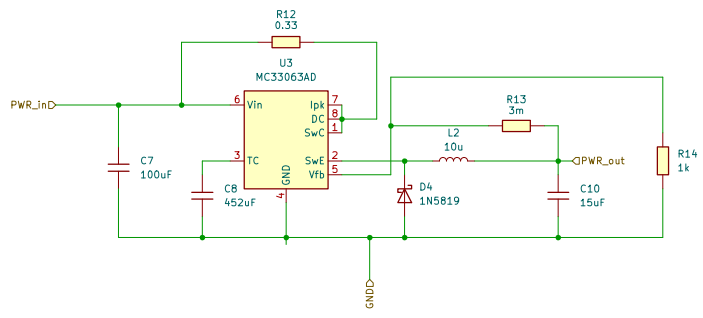 R12
0.33
U3
MC33063AD
PWR_in
6
Vin
Ipk
7
DC
8
SwC
1
R13
3m
L2
10u
3
TC
SwE
2
PWR_out
R14
1k
GND
Vfb
5
C7
100uF
C8
452uF
4
D4
1N5819
C10
15uF
GND